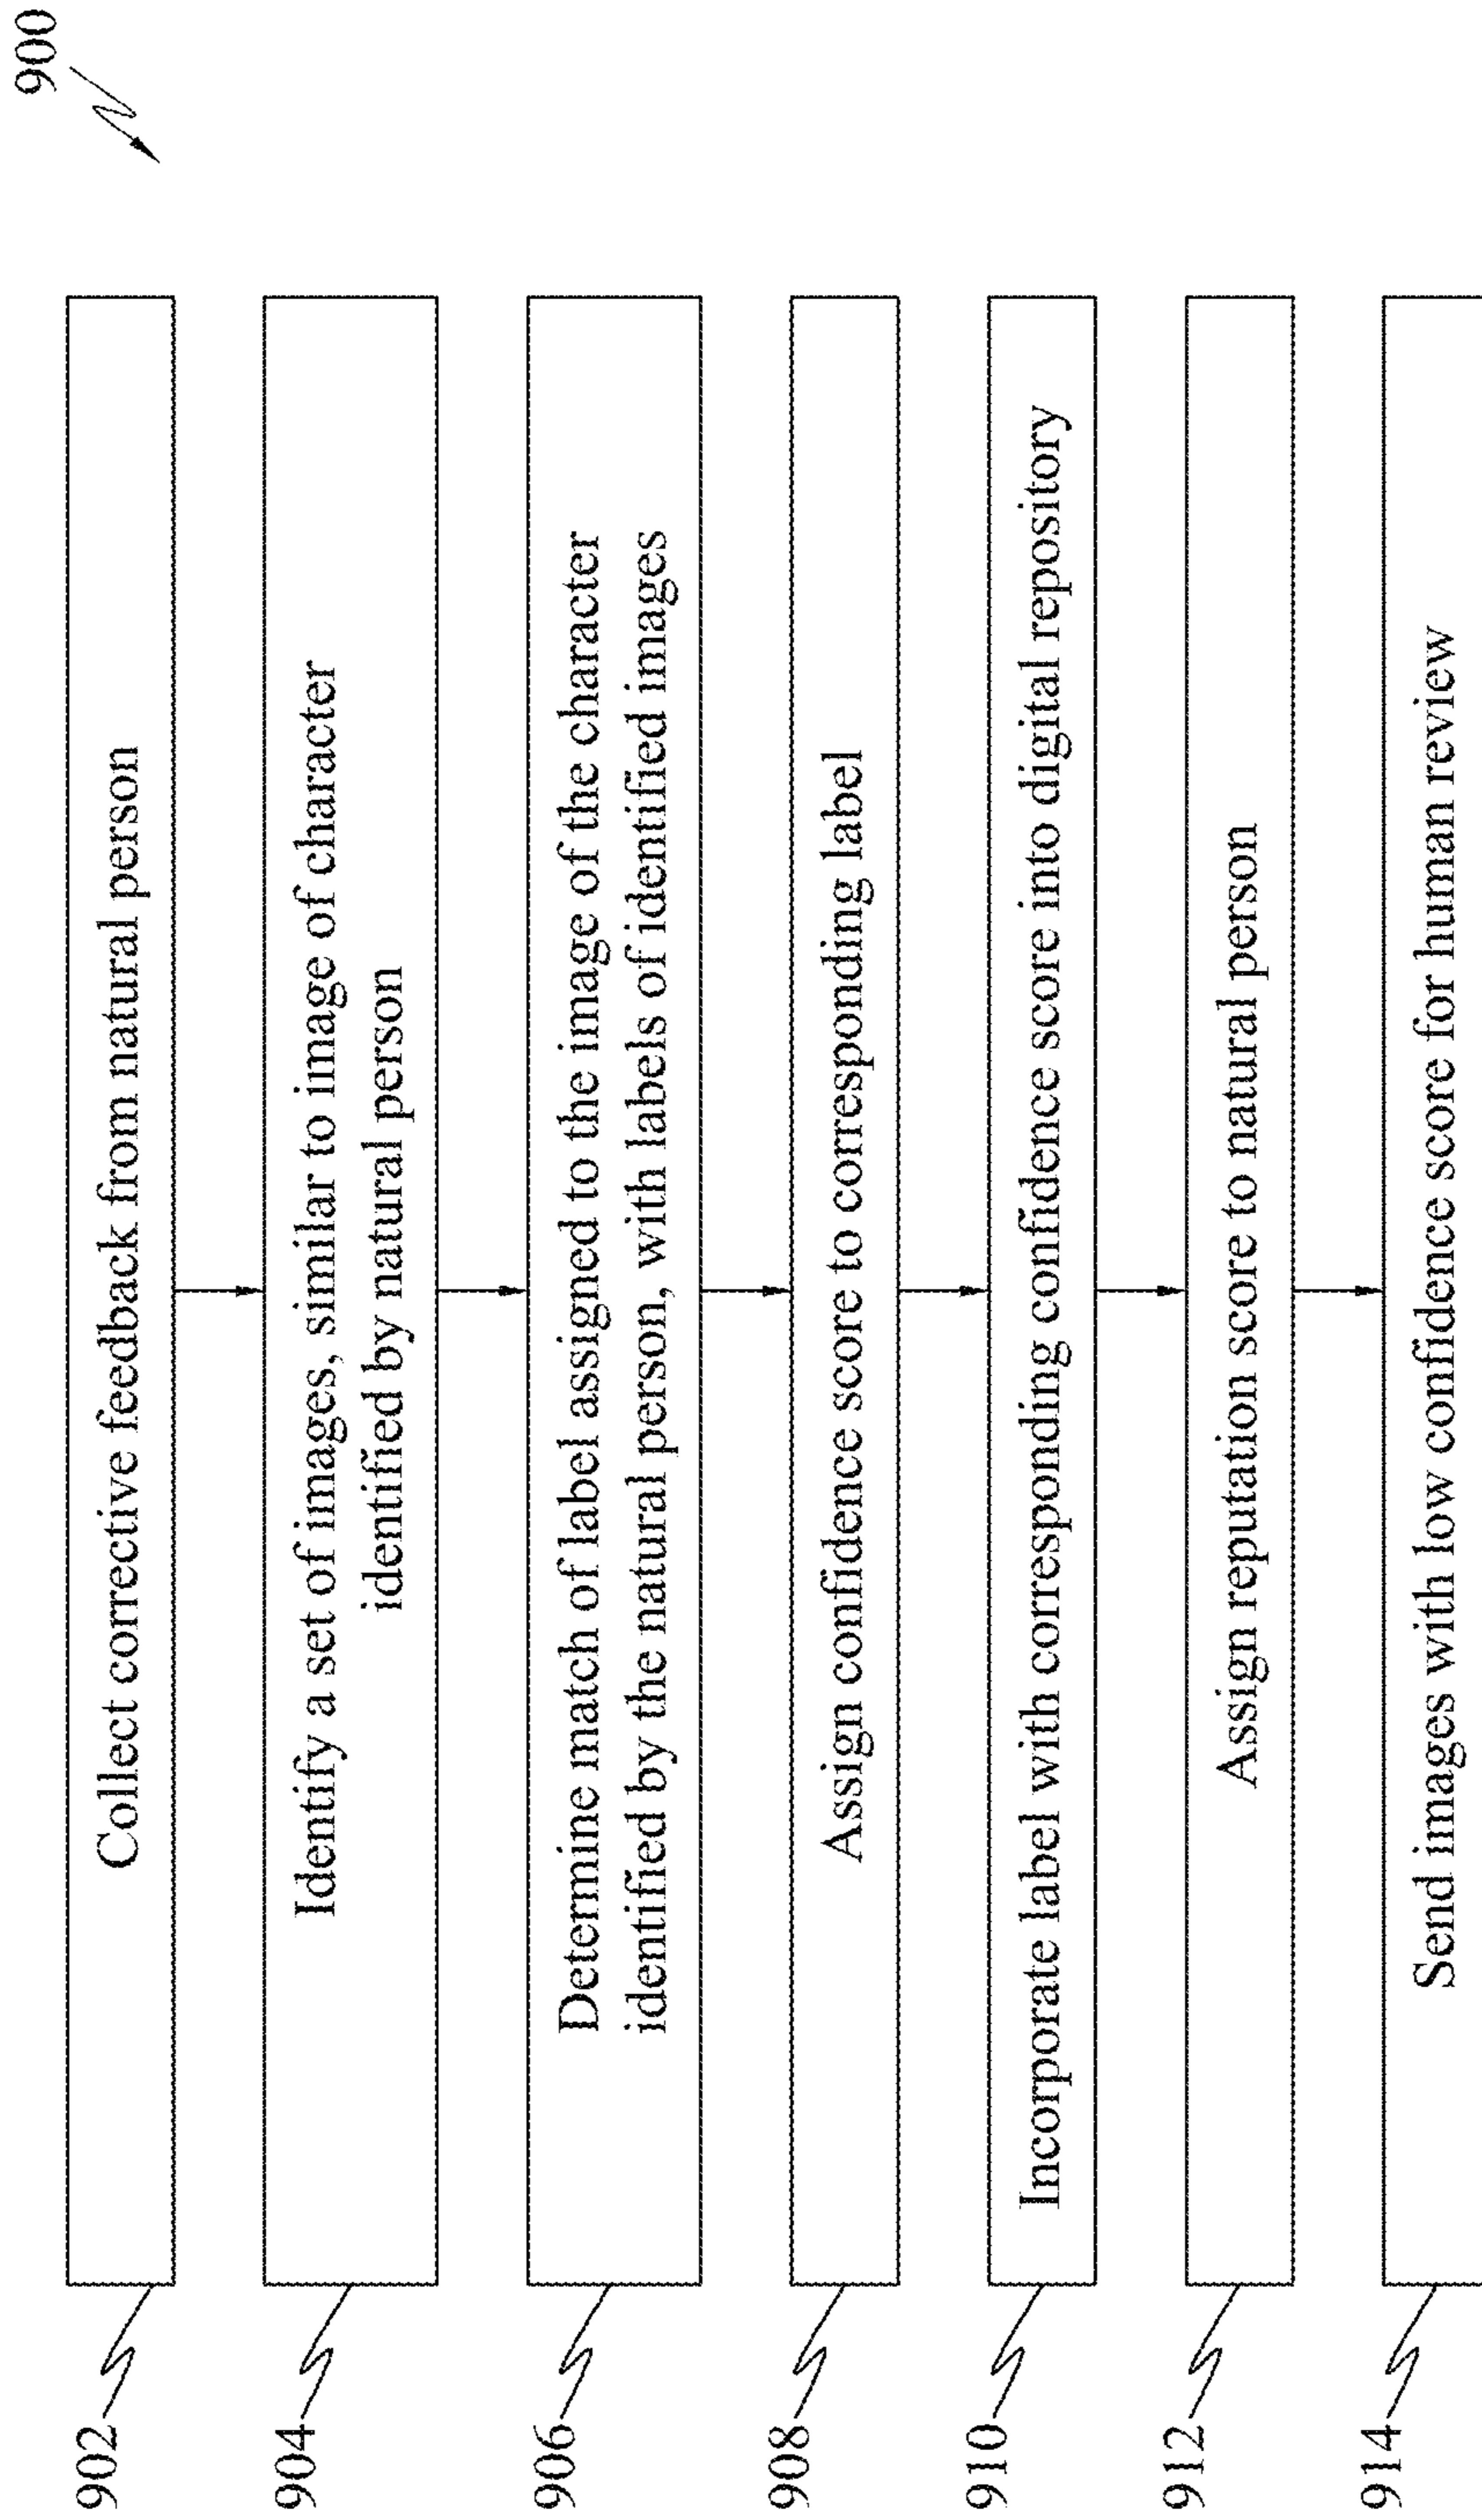 900
902
Collect corrective feedback from natural person
904
Identify a set of images, similar to image of character
identified by natural person
906
Determine match of label assigned to the image of the character
identified by the natural person, with labels of identified images
908
Assign confidence score to corresponding label
910
Incorporate label with corresponding confidence score into digital repository
912
Assign reputation score to natural person
914
Send images with low confidence score for human review